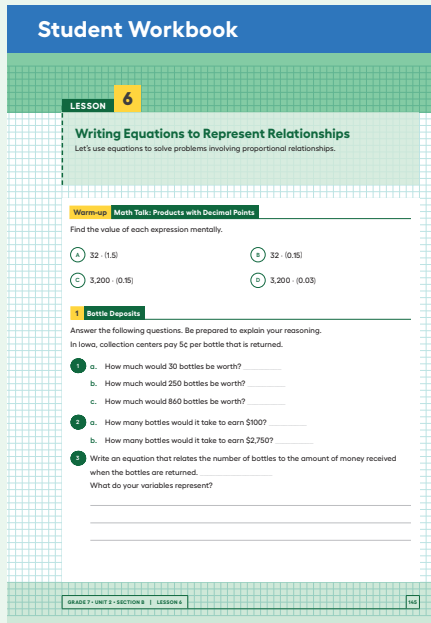 Student Workbook
LESSON 6
Writing Equations to Represent Relationships
Let's use equations to solve problems involving proportional relationships.
Warm-up Math Talk: Products with Decimal Points
Find the value of each expression mentally.
A 32 · (1.5)
B 32 · (0.15)
C 3,200 · (0.15)
D 3,200 · (0.03)
1 Bottle Deposits
Answer the following questions. Be prepared to explain your reasoning.
In Iowa, collection centers pay 5¢ per bottle that is returned.
1 a. How much would 30 bottles be worth?
b. How much would 250 bottles be worth?
c. How much would 860 bottles be worth?
2 a. How many bottles would it take to earn $100?
b. How many bottles would it take to earn $2,750?
3 Write an equation that relates the number of bottles to the amount of money received
when the bottles are returned.
What do your variables represent?
GRADE 7 • UNIT 2 • SECTION B | LESSON 6
145